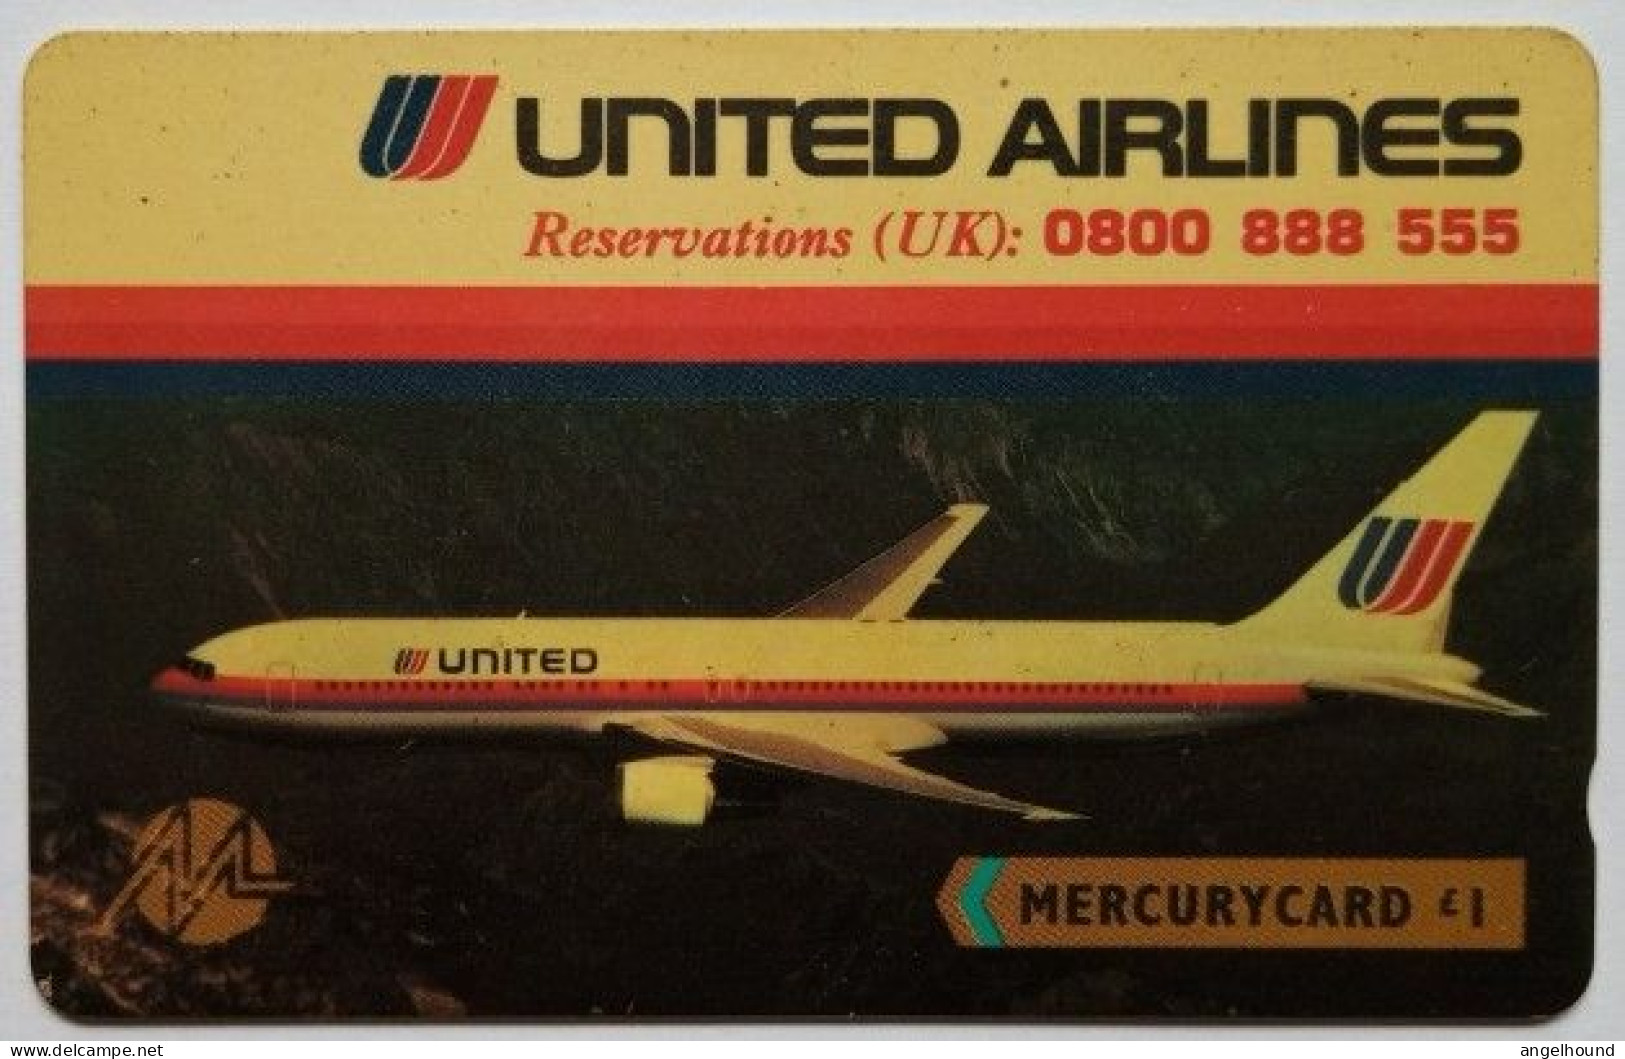 UNITED AIRLINES
Reservations (UK): 0800 888 555
UNITED
MERCURYCARD £1
www.delcampe.net
angelhound